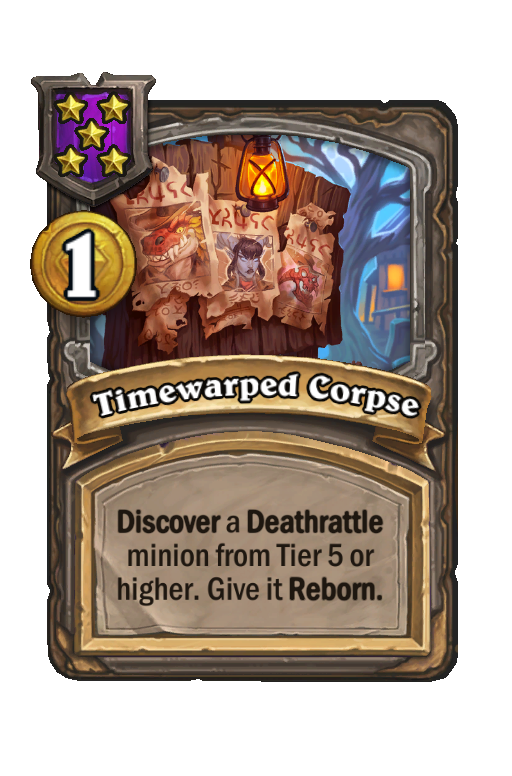 1
Timewarped Corpse
Discover a Deathrattle
minion from Tier 5 or
higher. Give it Reborn.